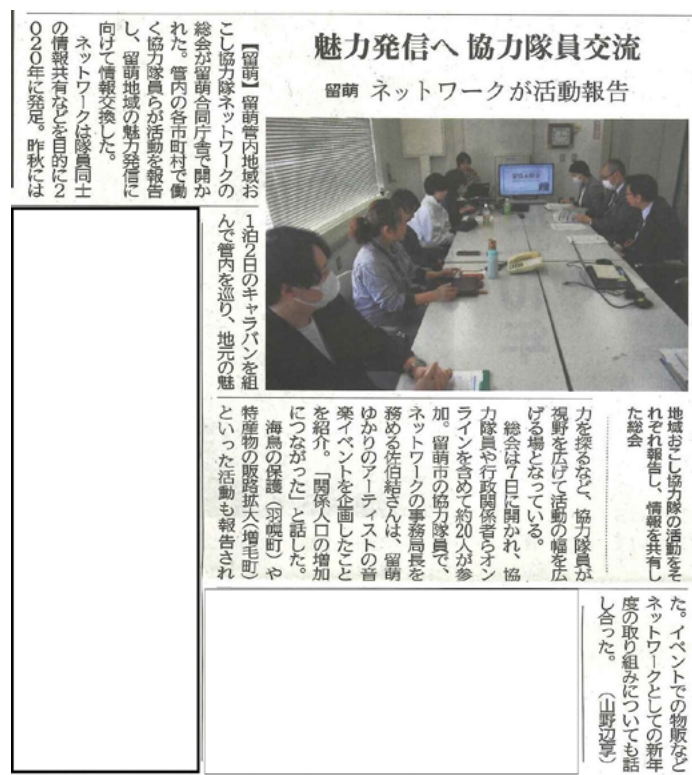 魅力発信へ 協力隊員交流
留萌 ネットワークが活動報告
【留萌】留萌管内地域お
こし協力隊ネットワークの
総会が留萌合同庁舎で開か
れた。管内の各市町村で働
く協力隊員らが活動を報告
し、留萌地域の魅力発信に
向けて情報交換した。
ネットワークは隊員同士
の情報共有などを目的に2
020年に発足。昨秋には
1泊2日のキャラバンを組
んで管内を巡り、地元の魅
力を探るなど、協力隊員が
視野を広げて活動の幅を広
げる場となっている。
総会は7日に開かれ、協
力隊員や行政関係者らオン
ラインを含めて約20人が参
加。留萌市の協力隊員で、
ネットワークの事務局長を
務める佐伯結さんは、留萌
ゆかりのアーティストの音
楽イベントを企画したこと
を紹介。「関係人口の増加
につながった」と話した。
海鳥の保護(羽幌町)や
特産物の販路拡大(増毛町)
といった活動も報告され
た。イベントでの物販など
ネットワークとしての新年
度の取り組みについても話
し合った。 (山野辺享)
地域おこし協力隊の活動をそ
れぞれ報告し、情報を共有し
た総会